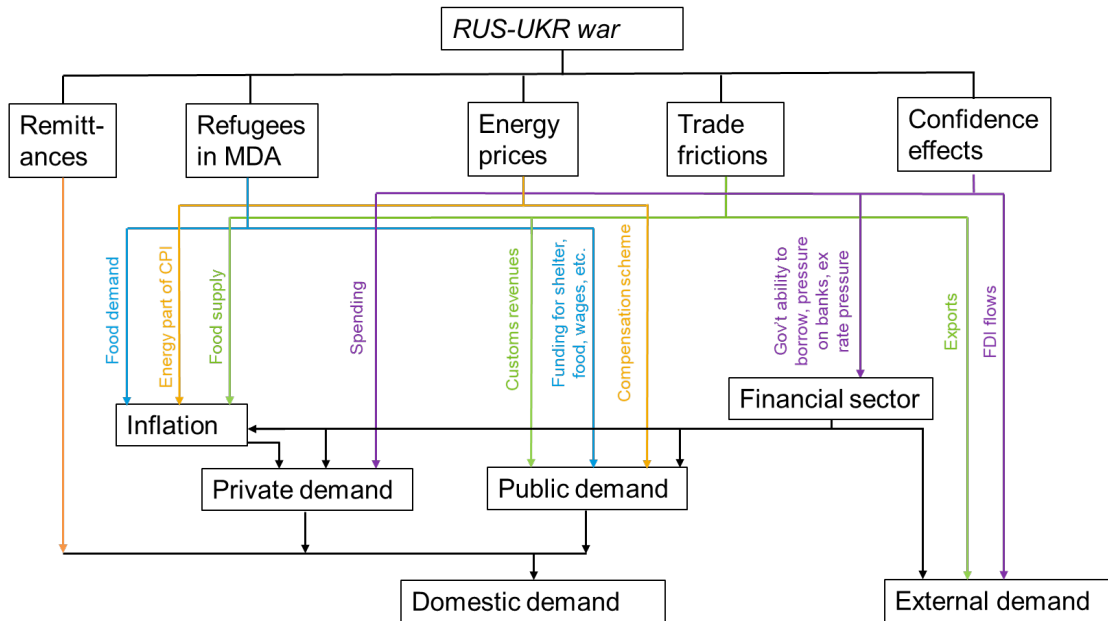 RUS-UKR war
Remitt-
ances
Refugees
in MDA
Energy
prices
Trade
frictions
Confidence
effects
Food demand
Energy part of CPI
Food supply
Spending
Customs revenues
Funding for shelter,
food, wages, etc.
Compensation scheme
Gov't ability to
borrow, pressure
on banks, ex
rate pressure
Exports
FDI flows
Financial sector
Inflation
Private demand
Public demand
Domestic demand
External demand